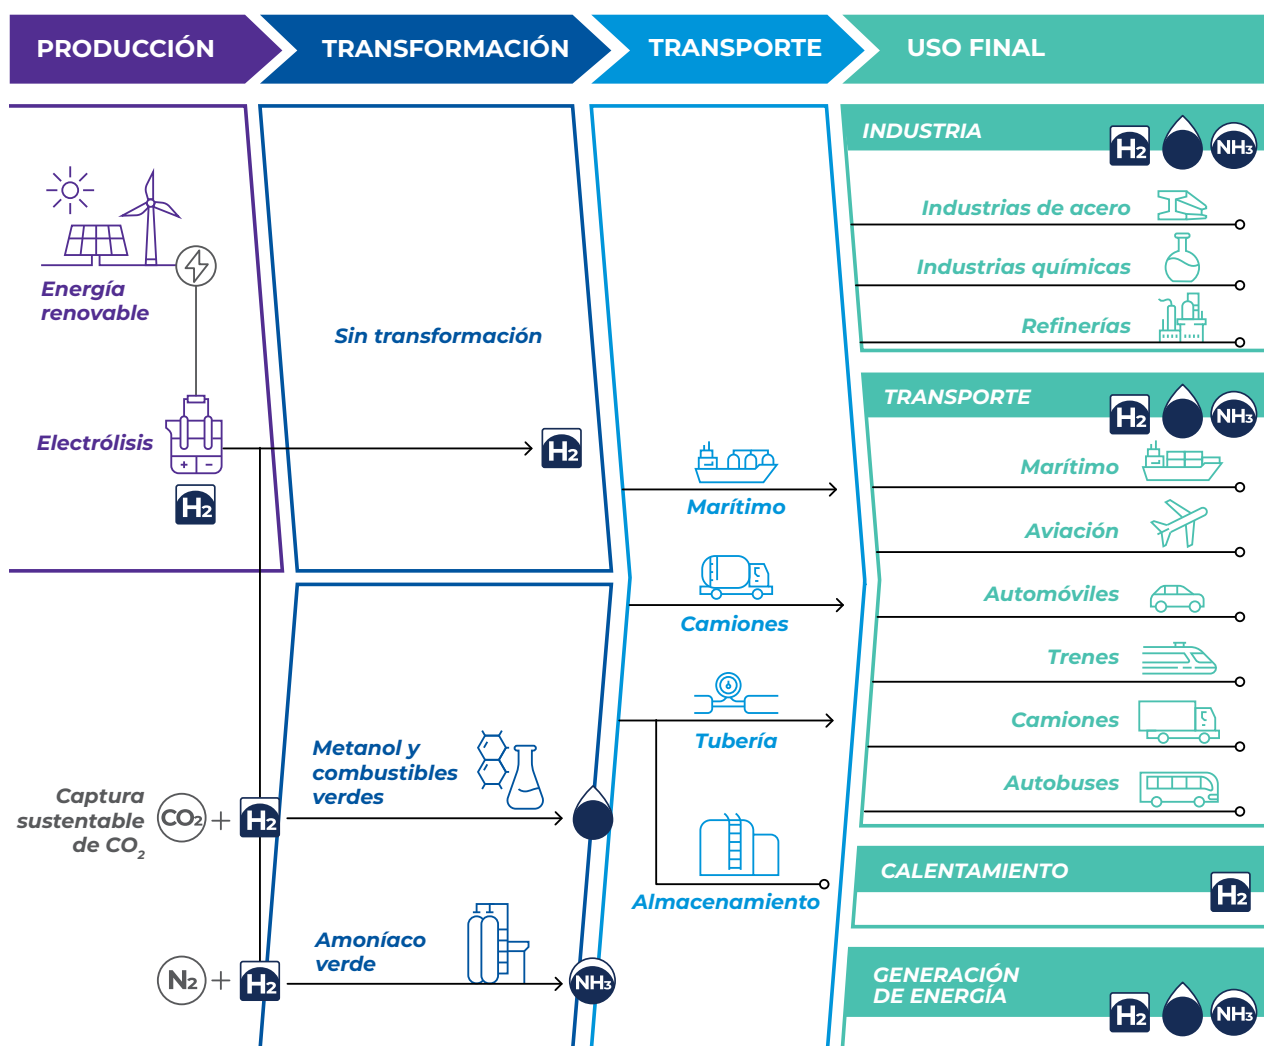 PRODUCCIÓN
TRANSFORMACIÓN
TRANSPORTE
USO FINAL
Energía
renovable
Electrólisis
+ −
H2
Captura
sustentable
de CO2
CO2 + H2
N2 + H2
Sin transformación
H2
Metanol y
combustibles
verdes
Amoníaco
verde
NH3
Marítimo
Camiones
Tubería
Almacenamiento
INDUSTRIA
H2 NH3
Industrias de acero
Industrias químicas
Refinerías
TRANSPORTE
H2 NH3
Marítimo
Aviación
Automóviles
Trenes
Camiones
Autobuses
CALENTAMIENTO
H2
GENERACIÓN
DE ENERGÍA
H2 NH3